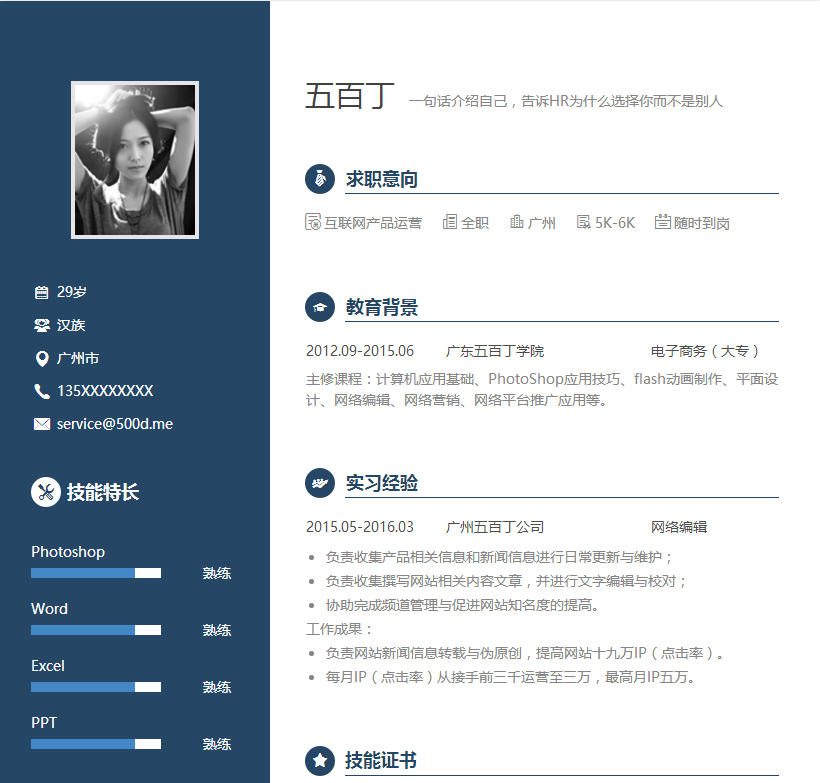 29岁
汉族
广州市
135XXXXXXXX
service@500d.me
技能特长
Photoshop
熟练
Word
熟练
Excel
熟练
PPT
熟练
五百丁 一句话介绍自己，告诉HR为什么选择你而不是别人
求职意向
互联网产品运营 全职 广州 5K-6K 随时到岗
教育背景
2012.09-2015.06 广东五百丁学院 电子商务（大专）
主修课程：计算机应用基础、PhotoShop应用技巧、flash动画制作、平面设
计、网络编辑、网络营销、网络平台推广应用等。
实习经验
2015.05-2016.03 广州五百丁公司 网络编辑
• 负责收集产品相关信息和新闻信息进行日常更新与维护；
• 负责收集撰写网站相关内容文章，并进行文字编辑与校对；
• 协助完成频道管理与促进网站知名度的提高。
工作成果：
• 负责网站新闻信息转载与伪原创，提高网站十九万IP（点击率）。
• 每月IP（点击率）从接手前三千运营至三万，最高月IP五万。
技能证书